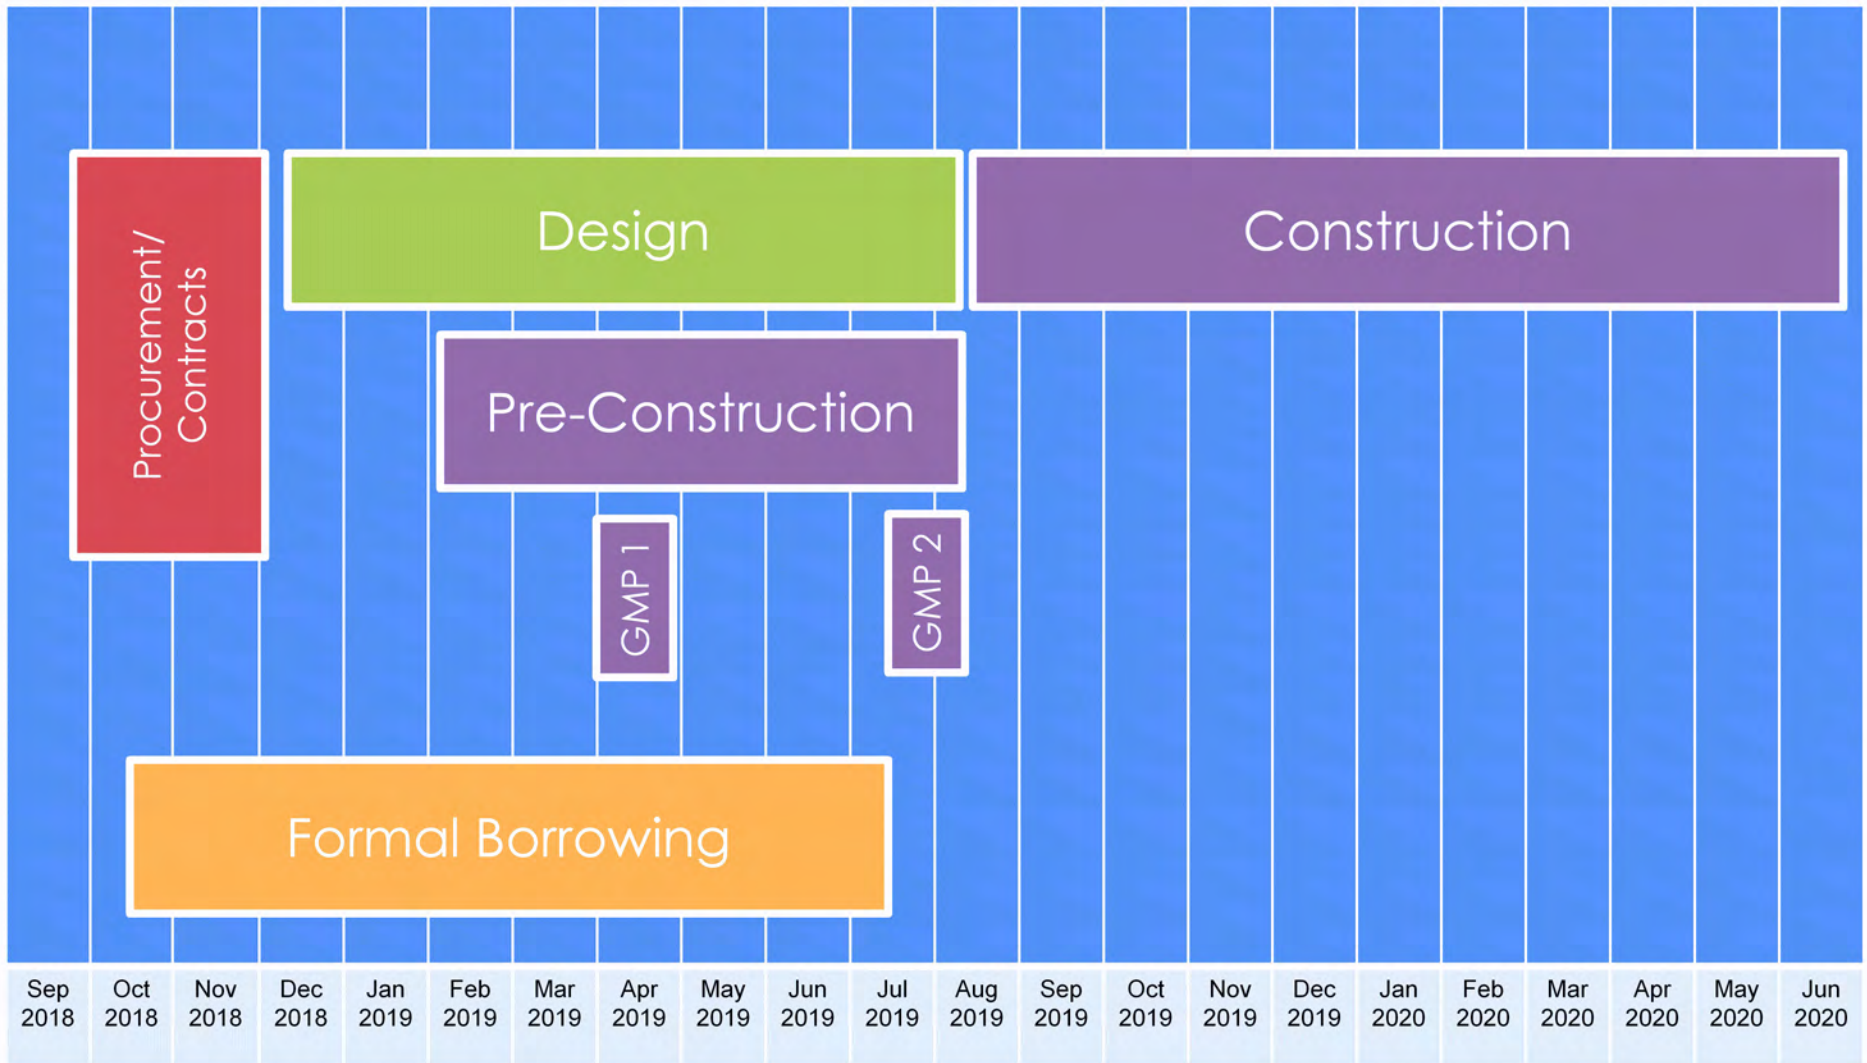 Procurement/
Contracts
Design
Construction
Pre-Construction
GMP 1
GMP 2
Formal Borrowing
Sep 2018
Oct 2018
Nov 2018
Dec 2018
Jan 2019
Feb 2019
Mar 2019
Apr 2019
May 2019
Jun 2019
Jul 2019
Aug 2019
Sep 2019
Oct 2019
Nov 2019
Dec 2019
Jan 2020
Feb 2020
Mar 2020
Apr 2020
May 2020
Jun 2020